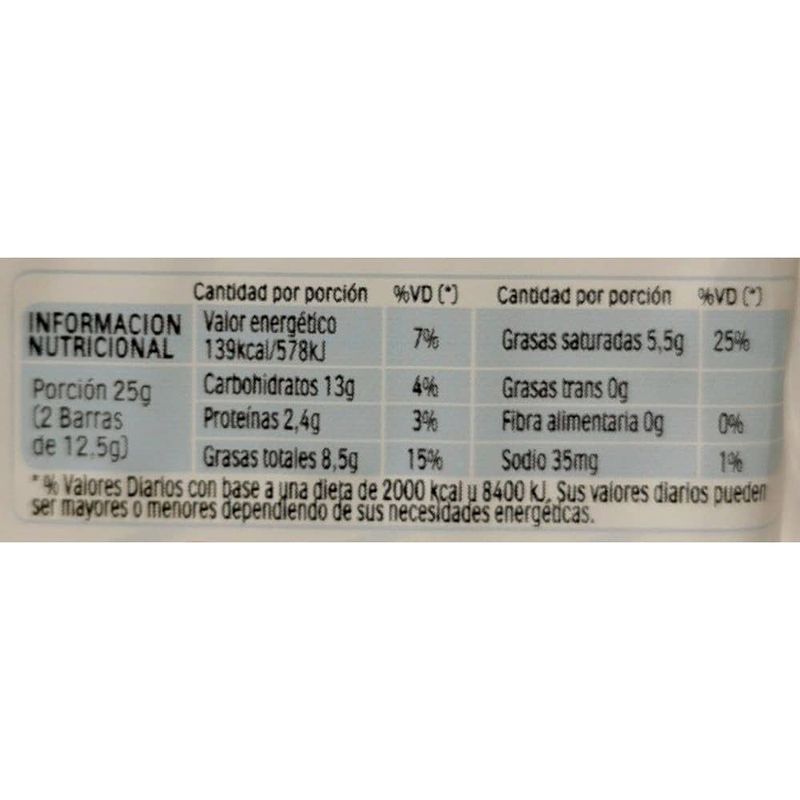 Cantidad por porción %VD (*) Cantidad por porción %VD (*)
INFORMACION NUTRICIONAL
Valor energético 139kcal/578kJ 7% Grasas saturadas 5,5g 25%
Porción 25g
(2 Barras
de 12.5g)
Carbohidratos 13g 4% Grasas trans 0g
Proteínas 2,4g 3% Fibra alimentaria 0g 0%
Grasas totales 8,5g 15% Sodio 35mg 1%
*% Valores Diarios con base a una dieta de 2000 kcal u 8400 kJ. Sus valores diarios pueden
ser mayores o menores dependiendo de sus necesidades energéticas.